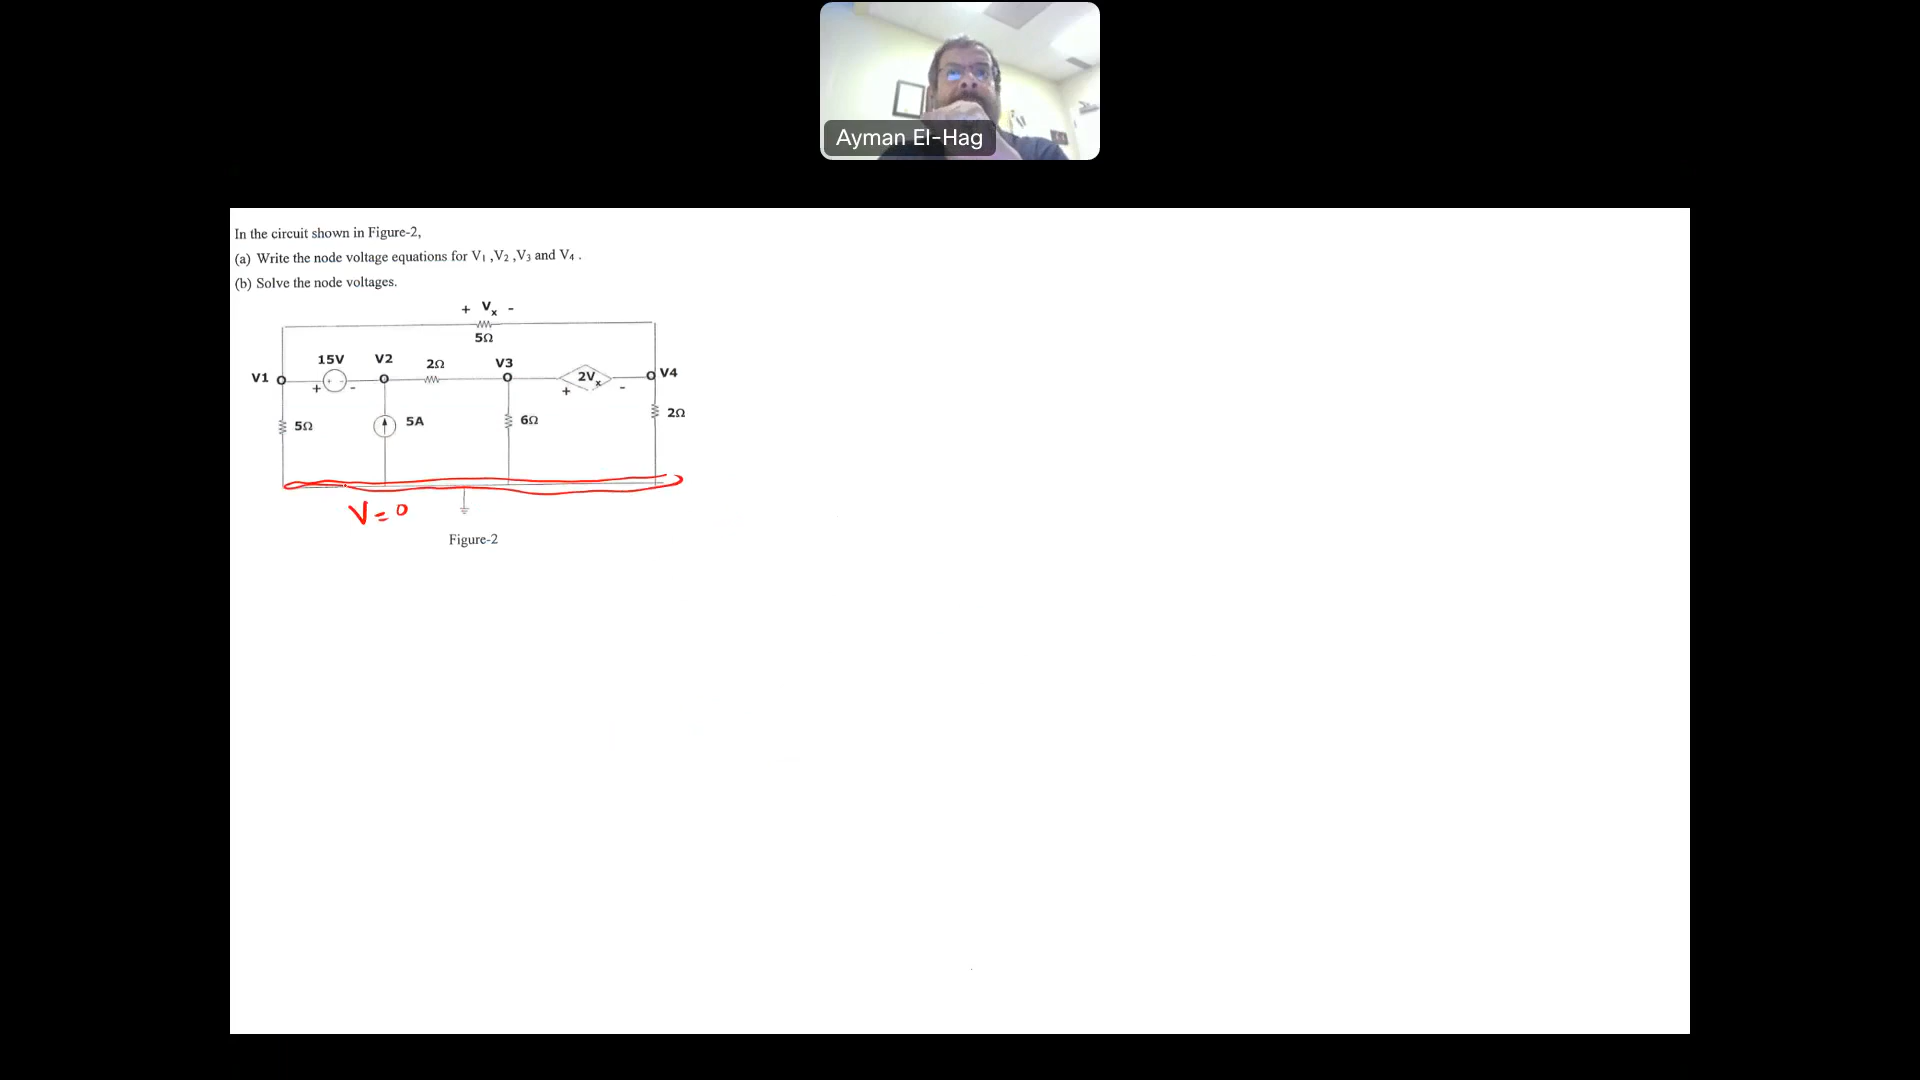 Ayman El-Hag
In the circuit shown in Figure-2,
(a) Write the node voltage equations for V₁ ,V₂ ,V₃ and V₄ .
(b) Solve the node voltages.
+ Vₓ -
5Ω
15V V2 2Ω V3
V1 + - 2Vₓ V4
+ -
5Ω 5A 6Ω 2Ω
V = 0
Figure-2